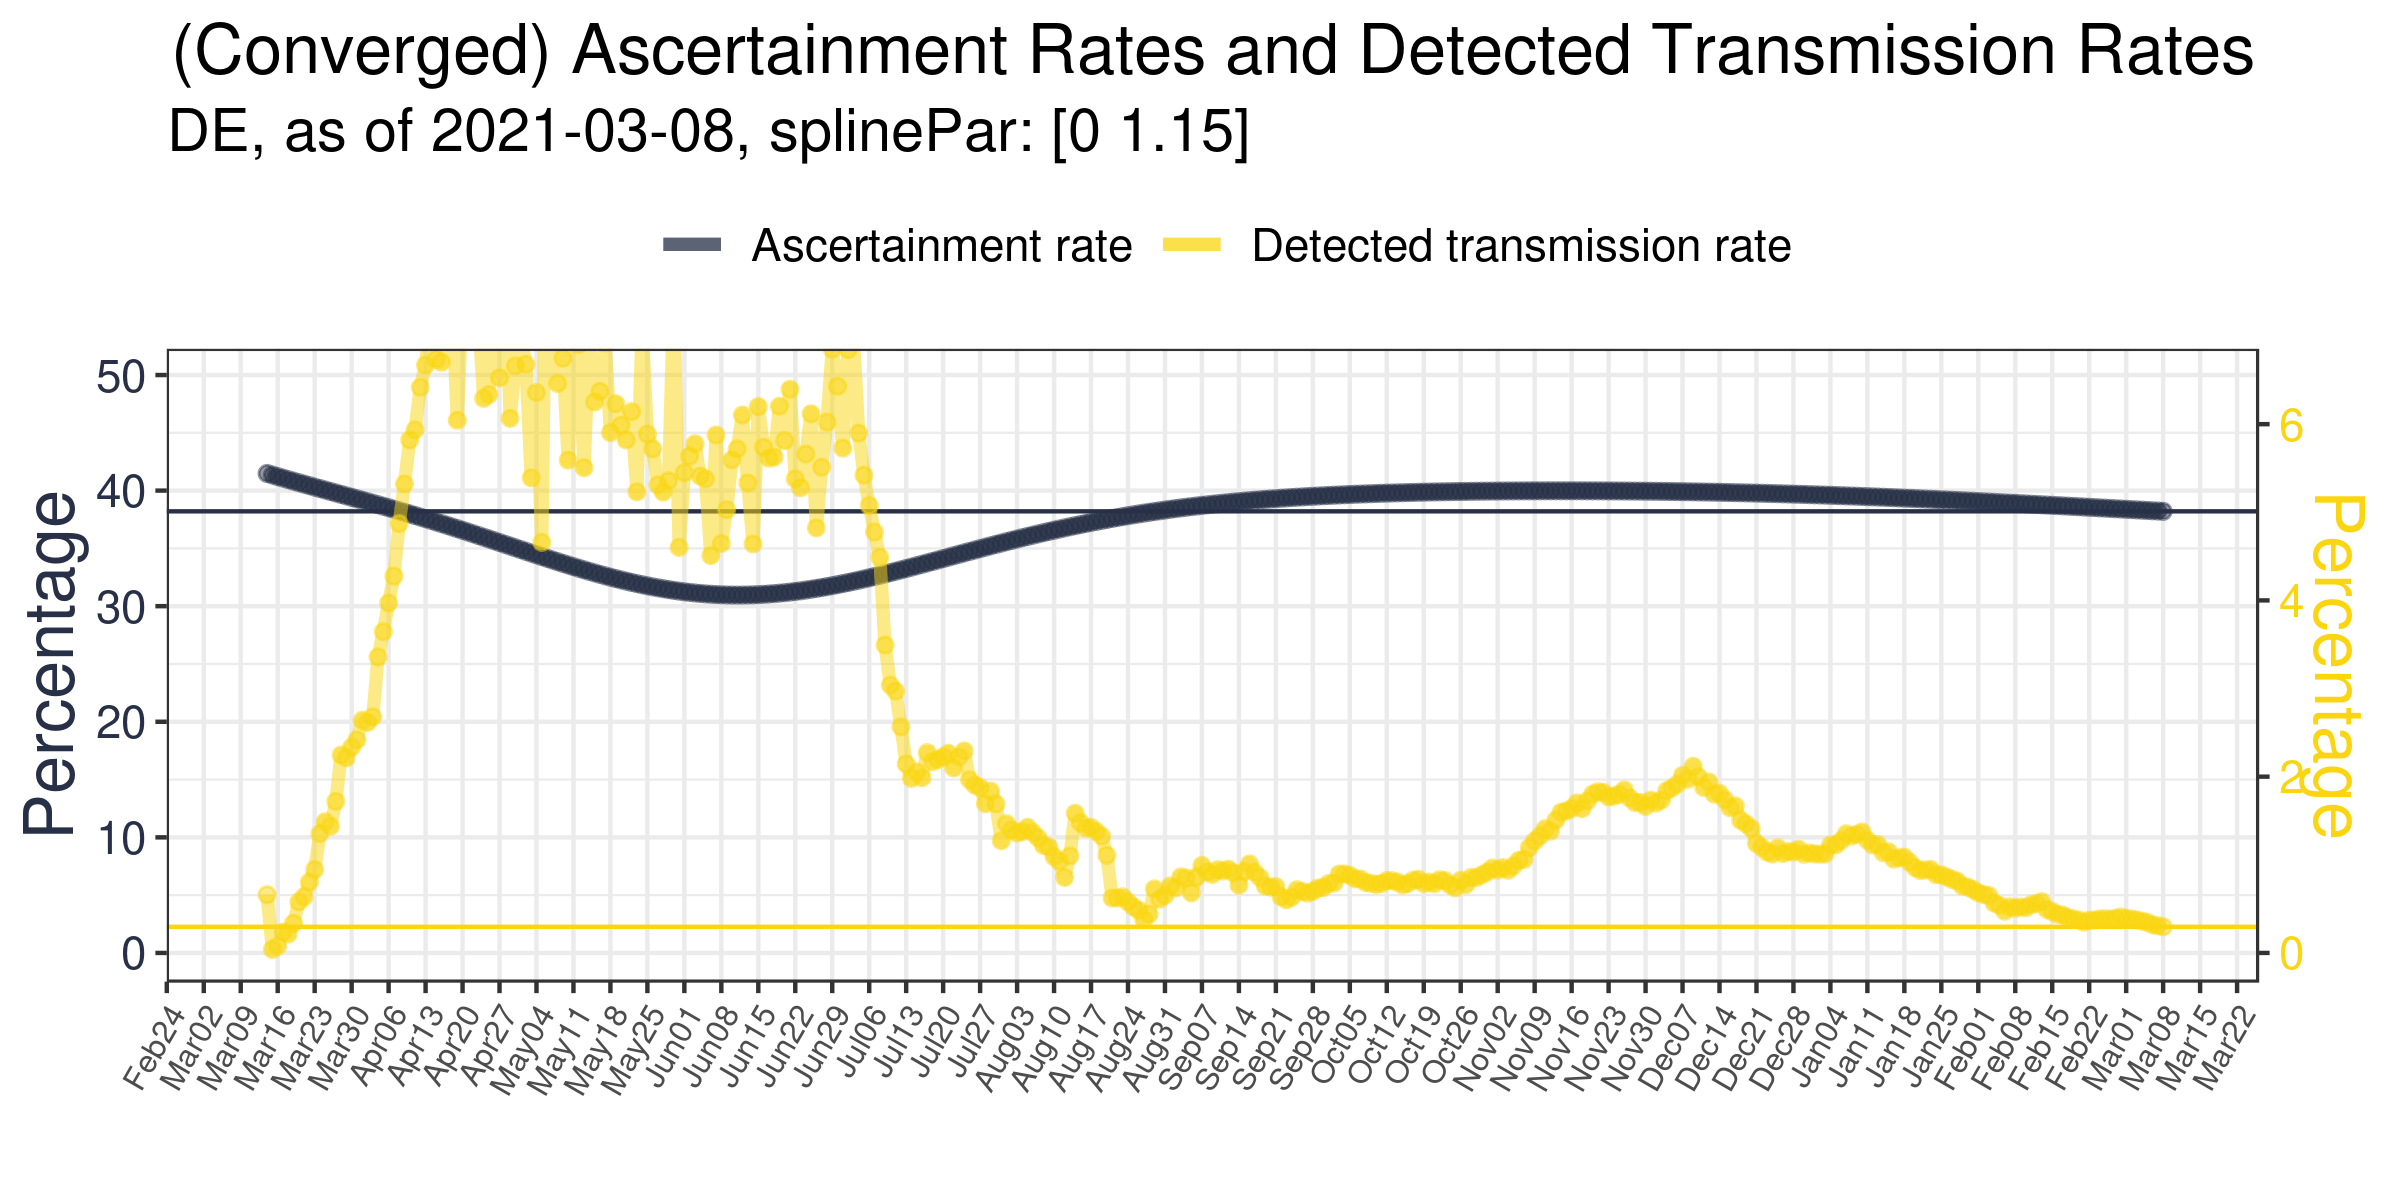 (Converged) Ascertainment Rates and Detected Transmission Rates
DE, as of 2021-03-08, splinePar: [0 1.15]
Ascertainment rate
Detected transmission rate
Percentage
50
40
30
20
10
0
6
4
2
0
Percentage
Feb24
Mar02
Mar09
Mar16
Mar23
Mar30
Apr06
Apr13
Apr20
Apr27
May04
May11
May18
May25
Jun01
Jun08
Jun15
Jun22
Jun29
Jul06
Jul13
Jul20
Jul27
Aug03
Aug10
Aug17
Aug24
Aug31
Sep07
Sep14
Sep21
Sep28
Oct05
Oct12
Oct19
Oct26
Nov02
Nov09
Nov16
Nov23
Nov30
Dec07
Dec14
Dec21
Dec28
Jan04
Jan11
Jan18
Jan25
Feb01
Feb08
Feb15
Feb22
Mar01
Mar08
Mar15
Mar22